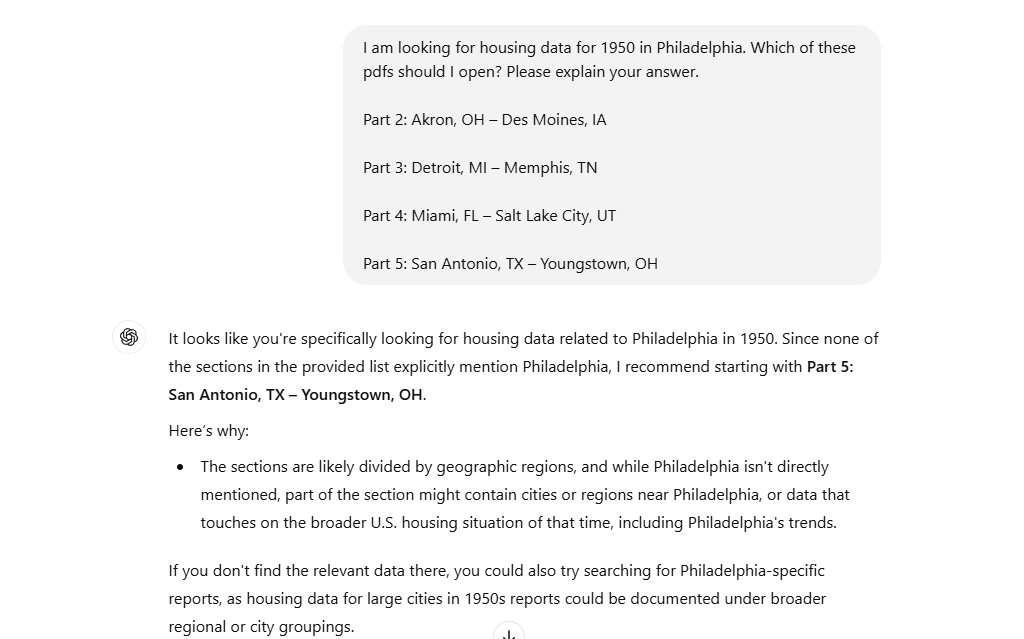 I am looking for housing data for 1950 in Philadelphia. Which of these
pdfs should I open? Please explain your answer.
Part 2: Akron, OH – Des Moines, IA
Part 3: Detroit, MI – Memphis, TN
Part 4: Miami, FL – Salt Lake City, UT
Part 5: San Antonio, TX – Youngstown, OH
It looks like you're specifically looking for housing data related to Philadelphia in 1950. Since none of
the sections in the provided list explicitly mention Philadelphia, I recommend starting with Part 5:
San Antonio, TX – Youngstown, OH.
Here's why:
• The sections are likely divided by geographic regions, and while Philadelphia isn't directly
mentioned, part of the section might contain cities or regions near Philadelphia, or data that
touches on the broader U.S. housing situation of that time, including Philadelphia's trends.
If you don't find the relevant data there, you could also try searching for Philadelphia-specific
reports, as housing data for large cities in 1950s reports could be documented under broader
regional or city groupings.